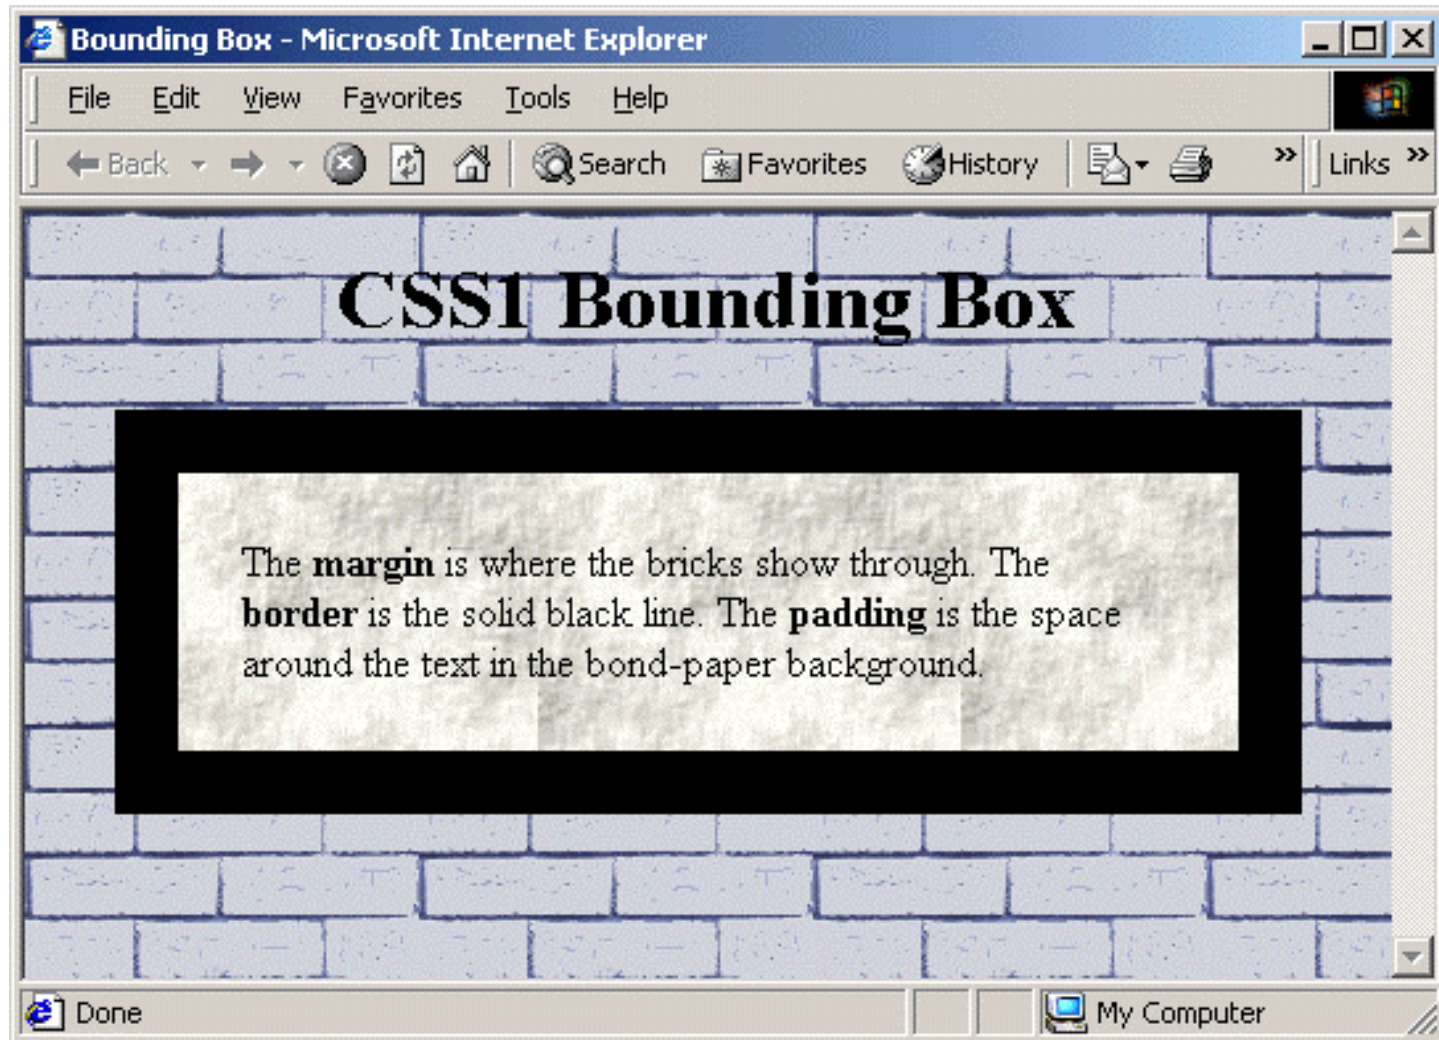 Bounding Box - Microsoft Internet Explorer
File Edit View Favorites Tools Help
Back Search Favorites History » Links »
CSS1 Bounding Box
The margin is where the bricks show through. The
border is the solid black line. The padding is the space
around the text in the bond-paper background.
Done My Computer